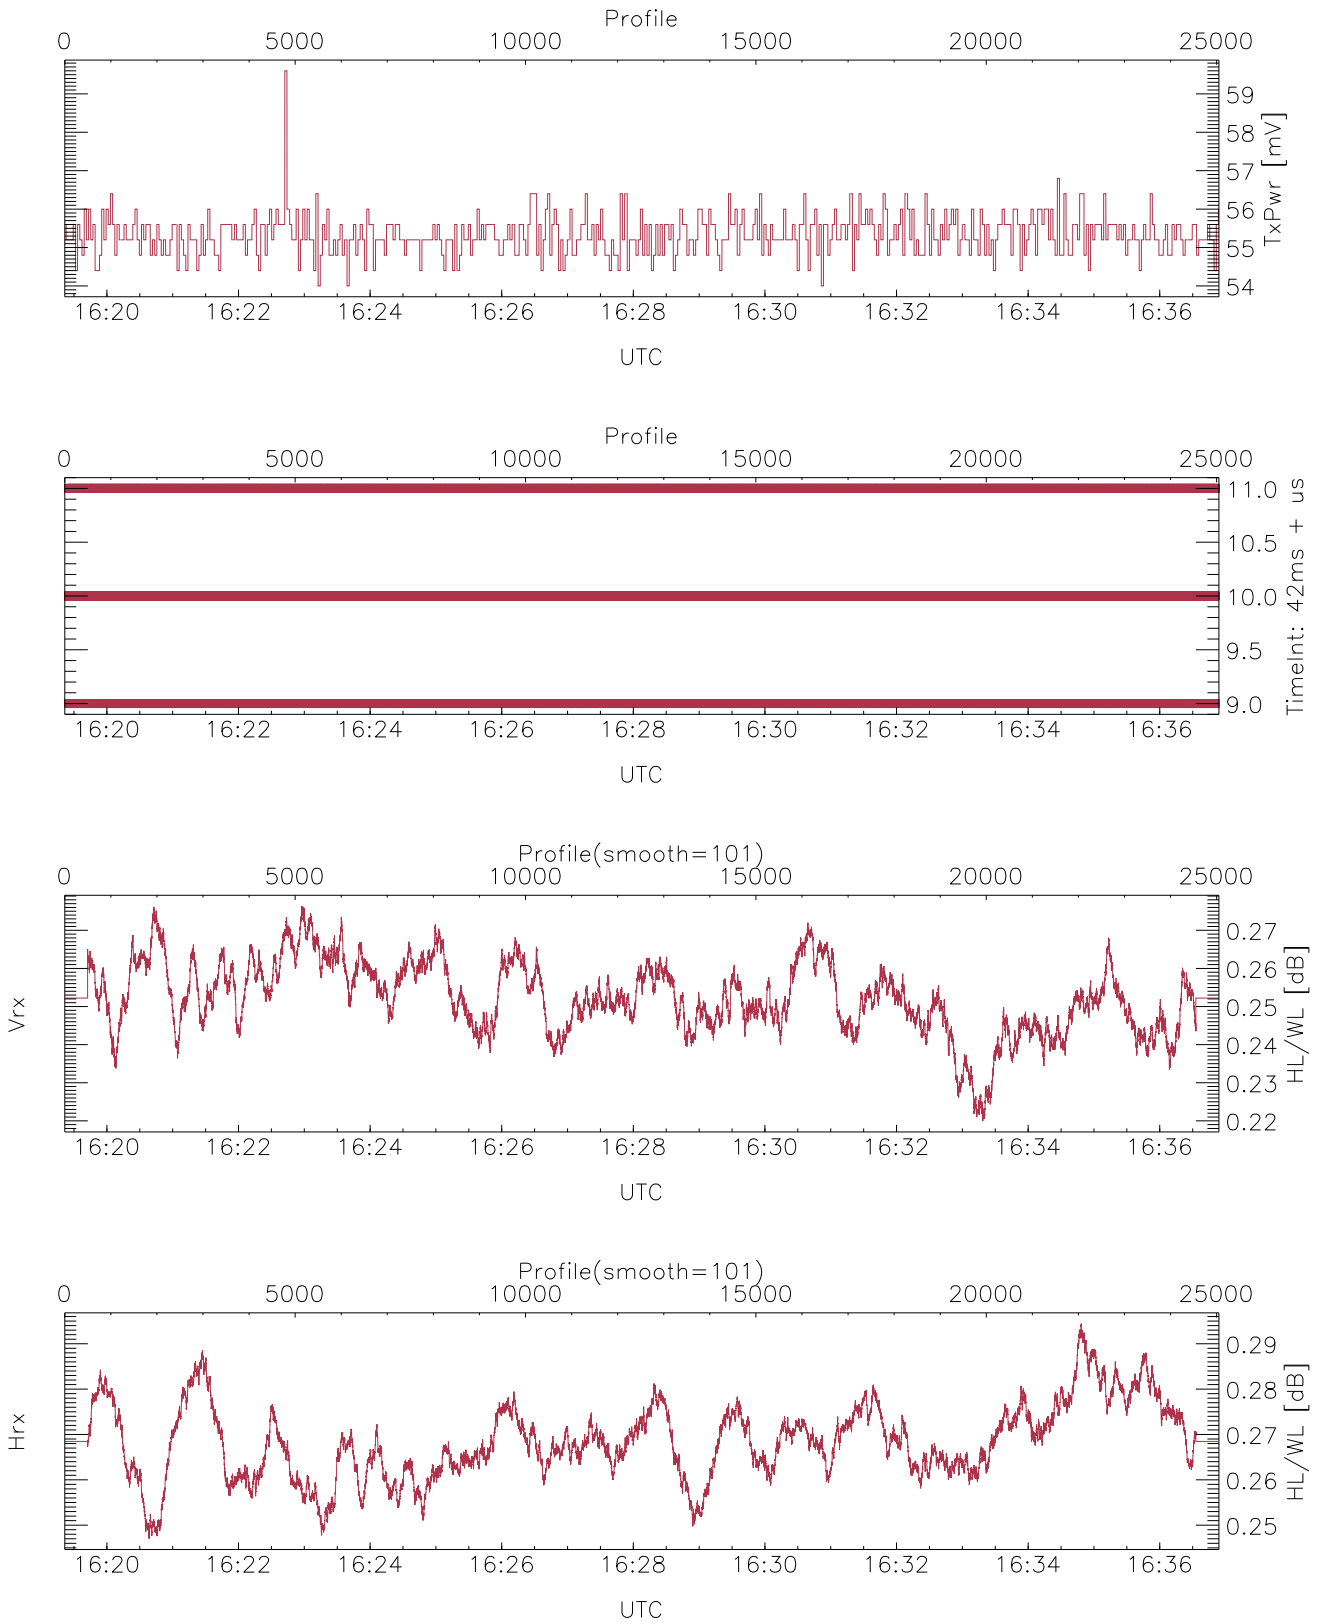 Profile
0 5000 10000 15000 20000 25000
59
58
57
56
55
54
TxPwr [mV]
16:20 16:22 16:24 16:26 16:28 16:30 16:32 16:34 16:36
UTC
Profile
0 5000 10000 15000 20000 25000
11.0
10.5
10.0
9.5
9.0
TimeInt: 42ms + us
16:20 16:22 16:24 16:26 16:28 16:30 16:32 16:34 16:36
UTC
Profile(smooth=101)
0 5000 10000 15000 20000 25000
Vrx
0.27
0.26
0.25
0.24
0.23
0.22
HL/WL [dB]
16:20 16:22 16:24 16:26 16:28 16:30 16:32 16:34 16:36
UTC
Profile(smooth=101)
0 5000 10000 15000 20000 25000
Hrx
0.29
0.28
0.27
0.26
0.25
HL/WL [dB]
16:20 16:22 16:24 16:26 16:28 16:30 16:32 16:34 16:36
UTC